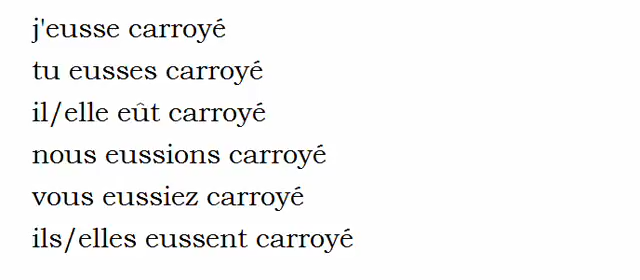 j'eusse carroyé
tu eusses carroyé
il/elle eût carroyé
nous eussions carroyé
vous eussiez carroyé
ils/elles eussent carroyé